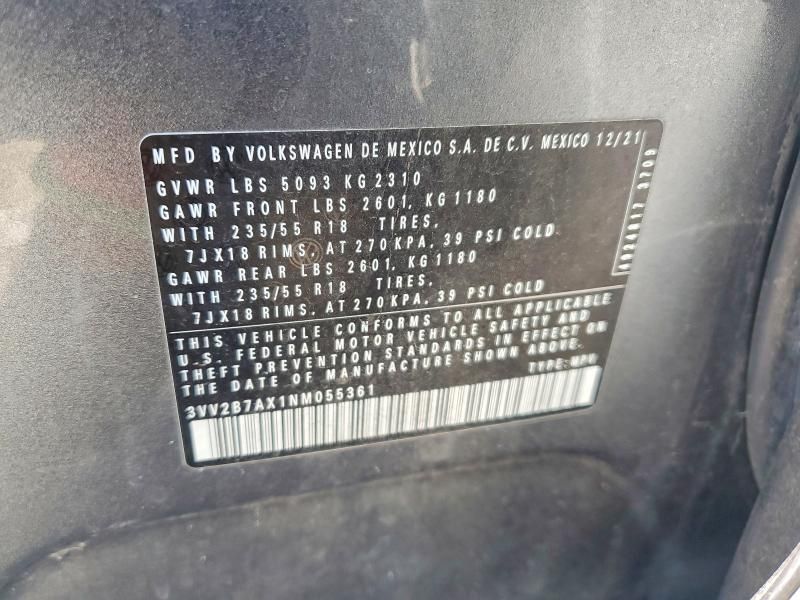 MFD BY VOLKSWAGEN DE MEXICO S.A. DE C.V. MEXICO 12/21
GVWR LBS 5093 KG 2310
GAWR FRONT LBS 2601, KG 1180
WITH 235/55 R18 TIRES,
7JX18 RIMS, AT 270 KPA, 39 PSI COLD
GAWR REAR LBS 2601, KG 1180
WITH 235/55 R18 TIRES,
7JX18 RIMS, AT 270 KPA, 39 PSI COLD
THIS VEHICLE CONFORMS TO ALL APPLICABLE
U.S. FEDERAL MOTOR VEHICLE SAFETY AND
THEFT PREVENTION STANDARDS IN EFFECT ON
THE DATE OF MANUFACTURE SHOWN ABOVE.
3VV2B7AX1NM055361 TYPE: MPV